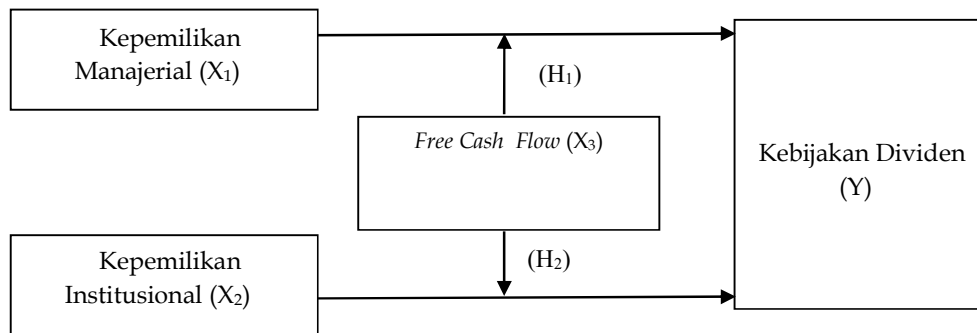 Kepemilikan
Manajerial (X₁)
(H₁)
Free Cash Flow (X₃)
Kebijakan Dividen
(Y)
(H₂)
Kepemilikan
Institusional (X₂)